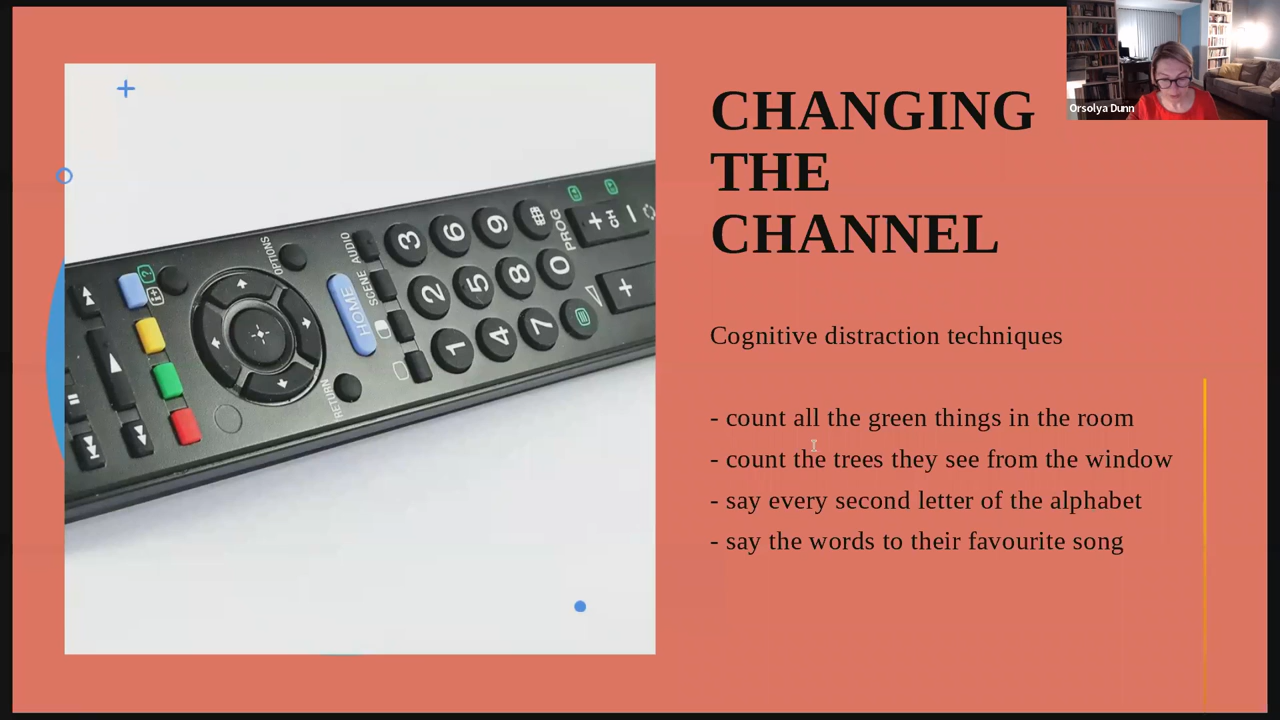 Orsolya Dunn
CHANGING
THE
CHANNEL
Cognitive distraction techniques
- count all the green things in the room
- count the trees they see from the window
- say every second letter of the alphabet
- say the words to their favourite song
OPTIONS
AUDIO
SCENE
HOME
RETURN
PROG
CH
+
−
+
3
6
9
2
5
8
0
1
4
7
?